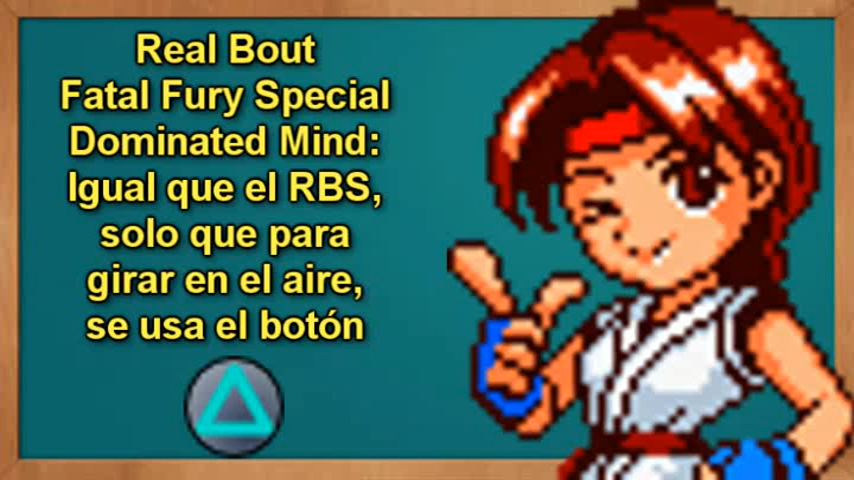 Real Bout
Fatal Fury Special
Dominated Mind:
Igual que el RBS,
solo que para
girar en el aire,
se usa el botón